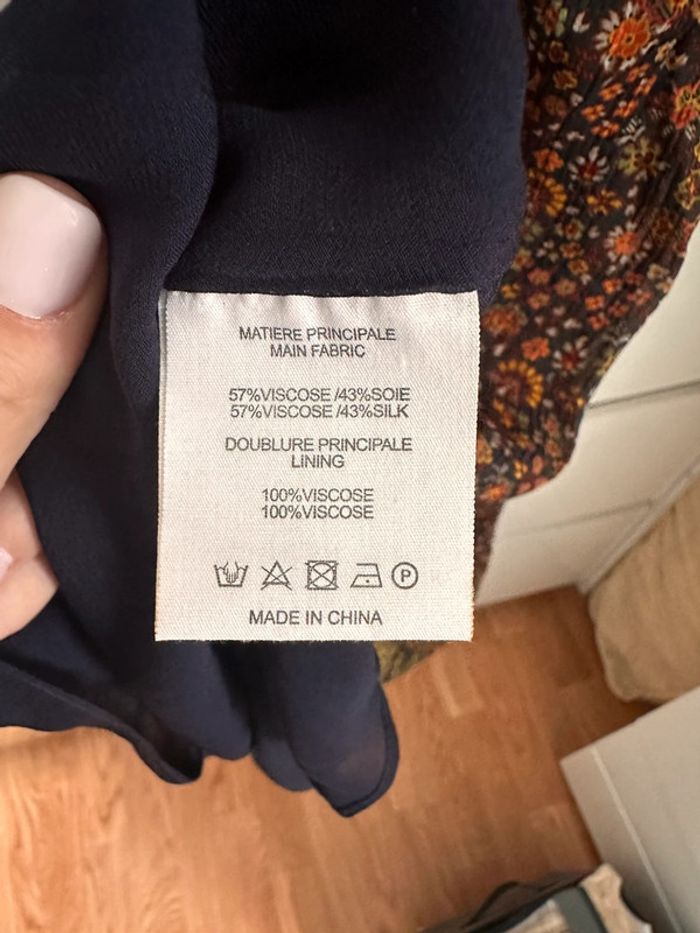 MATIERE PRINCIPALE
MAIN FABRIC
57%VISCOSE/43%SOIE
57%VISCOSE/43%SILK
DOUBLURE PRINCIPALE
LINING
100%VISCOSE
100%VISCOSE
P
MADE IN CHINA